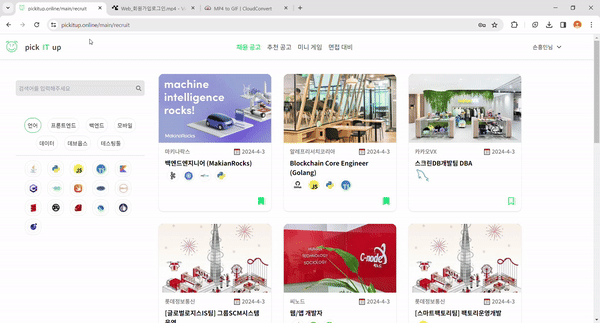 pickitup.online/main/recruit
Web_회원가입로그인.mp4 -
MP4 to GIF | CloudConvert
pickitup.online/main/recruit
pick IT up
채용 공고
추천 공고
미니 게임
면접 대비
손흥민님
검색어를 입력해주세요
언어
프론트엔드
백엔드
모바일
데이터
데브옵스
테스팅툴
machine
intelligence
rocks!
MakinaRocks
마키나락스
2024-4-3
백엔드엔지니어 (MakianRocks)
알레프리서치코리아
2024-4-3
Blockchain Core Engineer
(Golang)
카카오VX
2024-4-3
스크린DB개발팀 DBA
롯데정보통신
2024-4-3
[글로벌로지스IS팀] 그룹SCM시스템
C-node
씨노드
2024-4-3
웹/앱 개발자
롯데정보통신
2024-4-3
[스마트팩토리팀] 팩토리운영개발